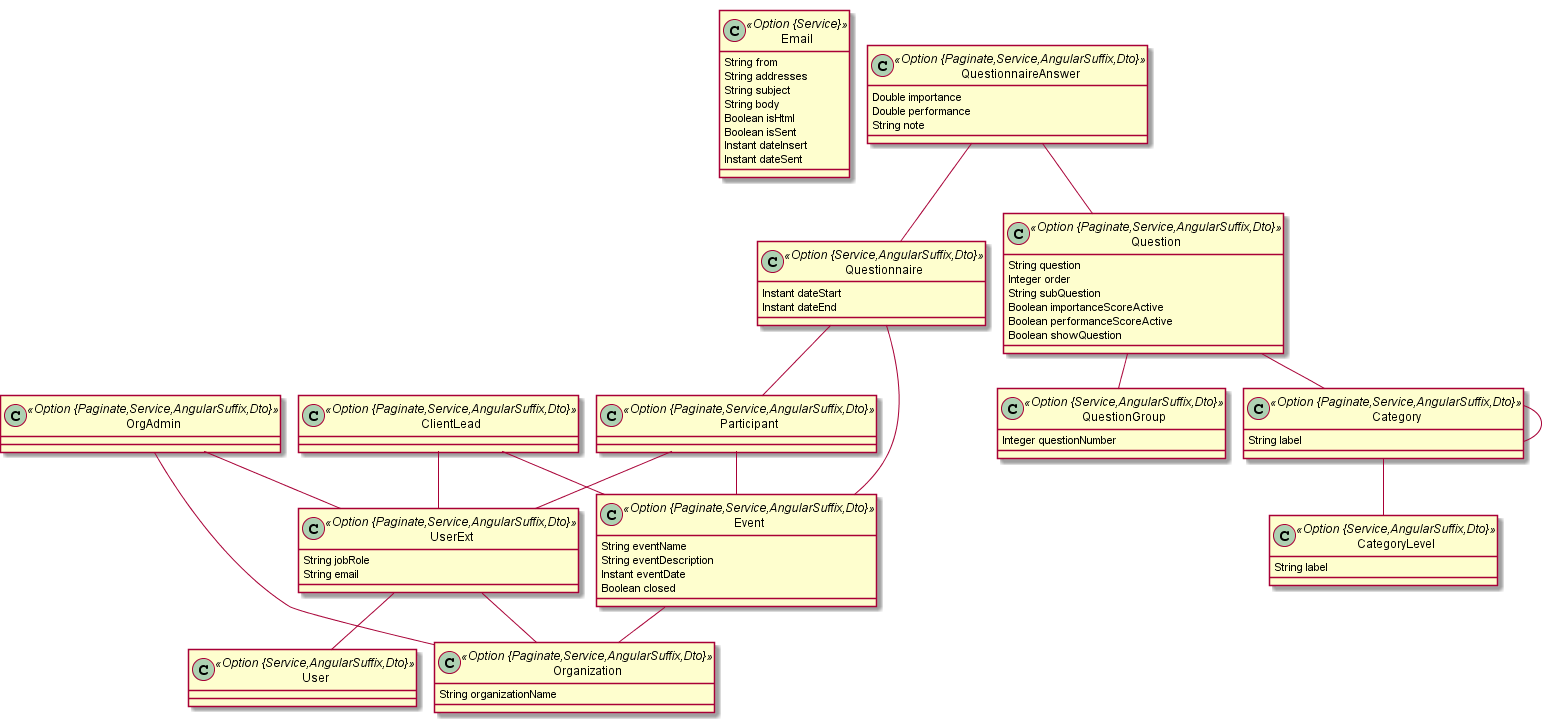 C «Option {Service}»
Email
String from
String addresses
String subject
String body
Boolean isHtml
Boolean isSent
Instant dateInsert
Instant dateSent
C «Option {Paginate,Service,AngularSuffix,Dto}»
QuestionnaireAnswer
Double importance
Double performance
String note
C «Option {Service,AngularSuffix,Dto}»
Questionnaire
Instant dateStart
Instant dateEnd
C «Option {Paginate,Service,AngularSuffix,Dto}»
Question
String question
Integer order
String subQuestion
Boolean importanceScoreActive
Boolean performanceScoreActive
Boolean showQuestion
C «Option {Paginate,Service,AngularSuffix,Dto}»
OrgAdmin
C «Option {Paginate,Service,AngularSuffix,Dto}»
ClientLead
C «Option {Paginate,Service,AngularSuffix,Dto}»
Participant
C «Option {Service,AngularSuffix,Dto}»
QuestionGroup
Integer questionNumber
C «Option {Paginate,Service,AngularSuffix,Dto}»
Category
String label
C «Option {Paginate,Service,AngularSuffix,Dto}»
UserExt
String jobRole
String email
C «Option {Paginate,Service,AngularSuffix,Dto}»
Event
String eventName
String eventDescription
Instant eventDate
Boolean closed
C «Option {Service,AngularSuffix,Dto}»
CategoryLevel
String label
C «Option {Service,AngularSuffix,Dto}»
User
C «Option {Paginate,Service,AngularSuffix,Dto}»
Organization
String organizationName